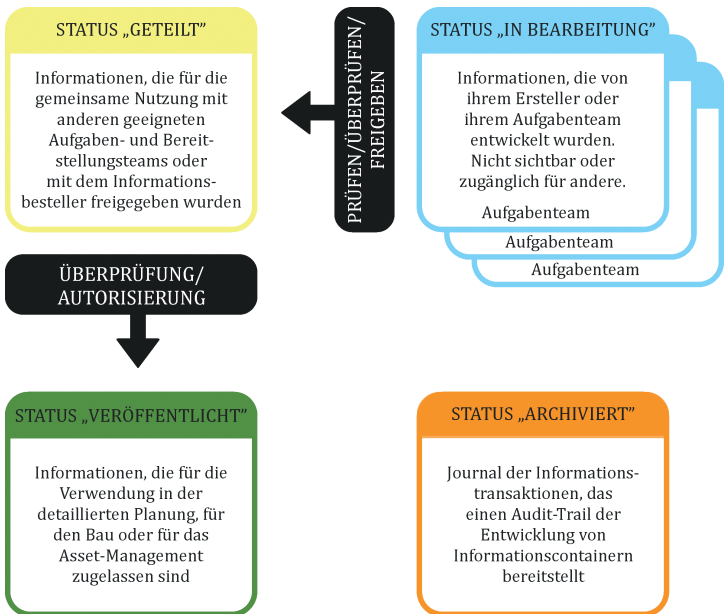 STATUS „GETEILT”
Informationen, die für die
gemeinsame Nutzung mit
anderen geeigneten
Aufgaben- und Bereit-
stellungsteams oder
mit dem Informations-
besteller freigegeben wurden
PRÜFEN/ÜBERPRÜFEN/
FREIGEBEN
STATUS „IN BEARBEITUNG”
Informationen, die von
ihrem Ersteller oder
ihrem Aufgabenteam
entwickelt wurden.
Nicht sichtbar oder
zugänglich für andere.
Aufgabenteam
Aufgabenteam
Aufgabenteam
ÜBERPRÜFUNG/
AUTORISIERUNG
STATUS „VERÖFFENTLICHT”
Informationen, die für die
Verwendung in der
detaillierten Planung, für
den Bau oder für das
Asset-Management
zugelassen sind
STATUS „ARCHIVIERT”
Journal der Informations-
transaktionen, das
einen Audit-Trail der
Entwicklung von
Informationscontainern
bereitstellt